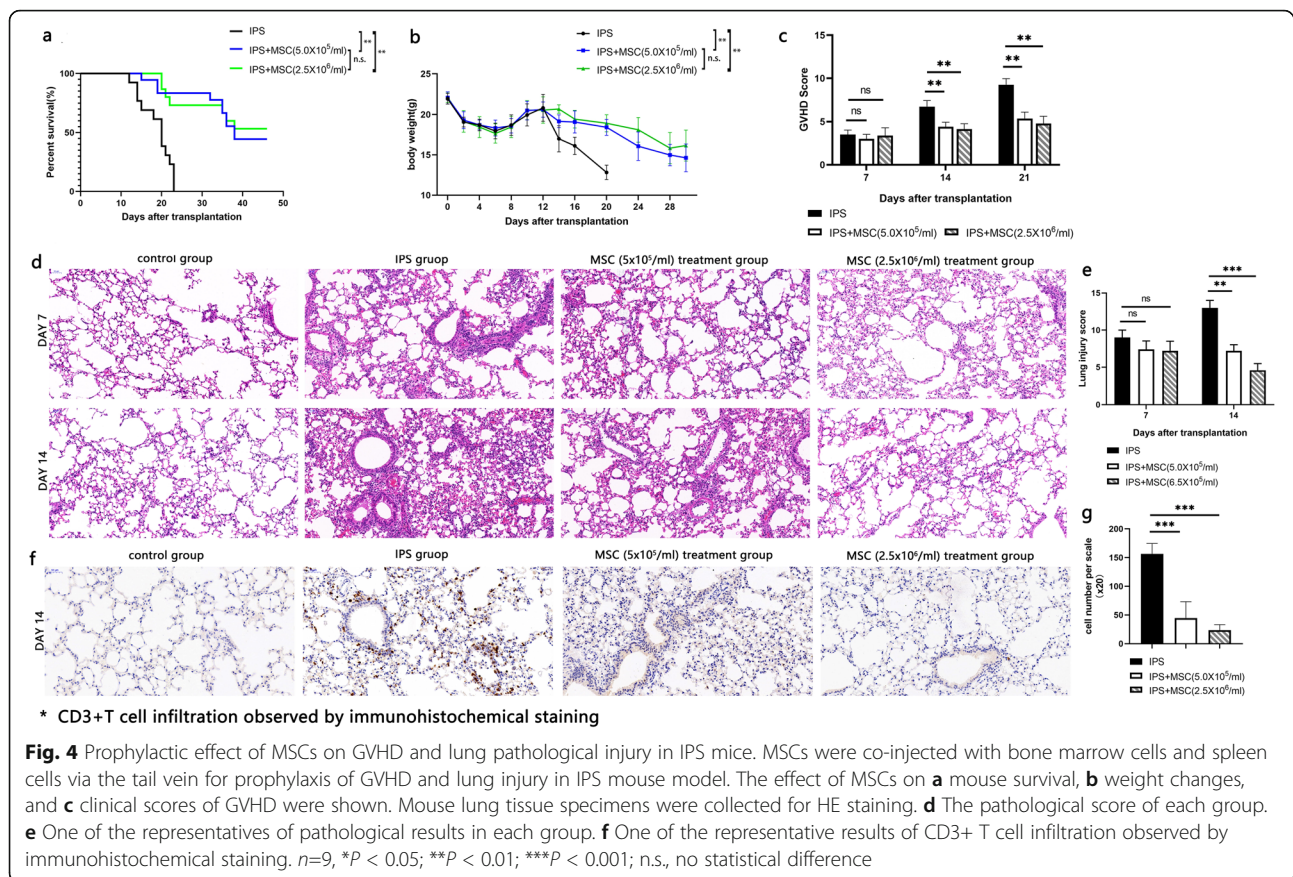 a
IPS
IPS+MSC(5.0X10⁵/ml)
IPS+MSC(2.5X10⁶/ml)
**
n.s.
**
Percent survival(%)
100
50
0
0 10 20 30 40 50
Days after transplantation
b
IPS
IPS+MSC(5.0X10⁵/ml)
IPS+MSC(2.5X10⁶/ml)
**
n.s.
**
body weight(g)
25
20
15
10
0 4 8 12 16 20 24 28
Days after transplantation
c
GVHD Score
15
10
5
0
ns
ns
**
**
**
**
7 14 21
Days after transplantation
IPS
IPS+MSC(5.0X10⁵/ml) IPS+MSC(2.5X10⁶/ml)
d
control group IPS gruop MSC (5x10⁵/ml) treatment group MSC (2.5x10⁶/ml) treatment group
DAY 7
DAY 14
e
Lung injury score
15
10
5
0
ns
ns
***
**
7 14
Days after transplantation
IPS
IPS+MSC(5.0X10⁵/ml)
IPS+MSC(6.5X10⁵/ml)
f
control group IPS gruop MSC (5x10⁵/ml) treatment group MSC (2.5x10⁶/ml) treatment group
DAY 14
g
cell number per scale
(x20)
200
150
100
50
0
***
***
IPS
IPS+MSC(5.0X10⁵/ml)
IPS+MSC(2.5X10⁶/ml)
* CD3+T cell infiltration observed by immunohistochemical staining
Fig. 4 Prophylactic effect of MSCs on GVHD and lung pathological injury in IPS mice. MSCs were co-injected with bone marrow cells and spleen
cells via the tail vein for prophylaxis of GVHD and lung injury in IPS mouse model. The effect of MSCs on a mouse survival, b weight changes,
and c clinical scores of GVHD were shown. Mouse lung tissue specimens were collected for HE staining. d The pathological score of each group.
e One of the representatives of pathological results in each group. f One of the representative results of CD3+ T cell infiltration observed by
immunohistochemical staining. n=9, *P < 0.05; **P < 0.01; ***P < 0.001; n.s., no statistical difference